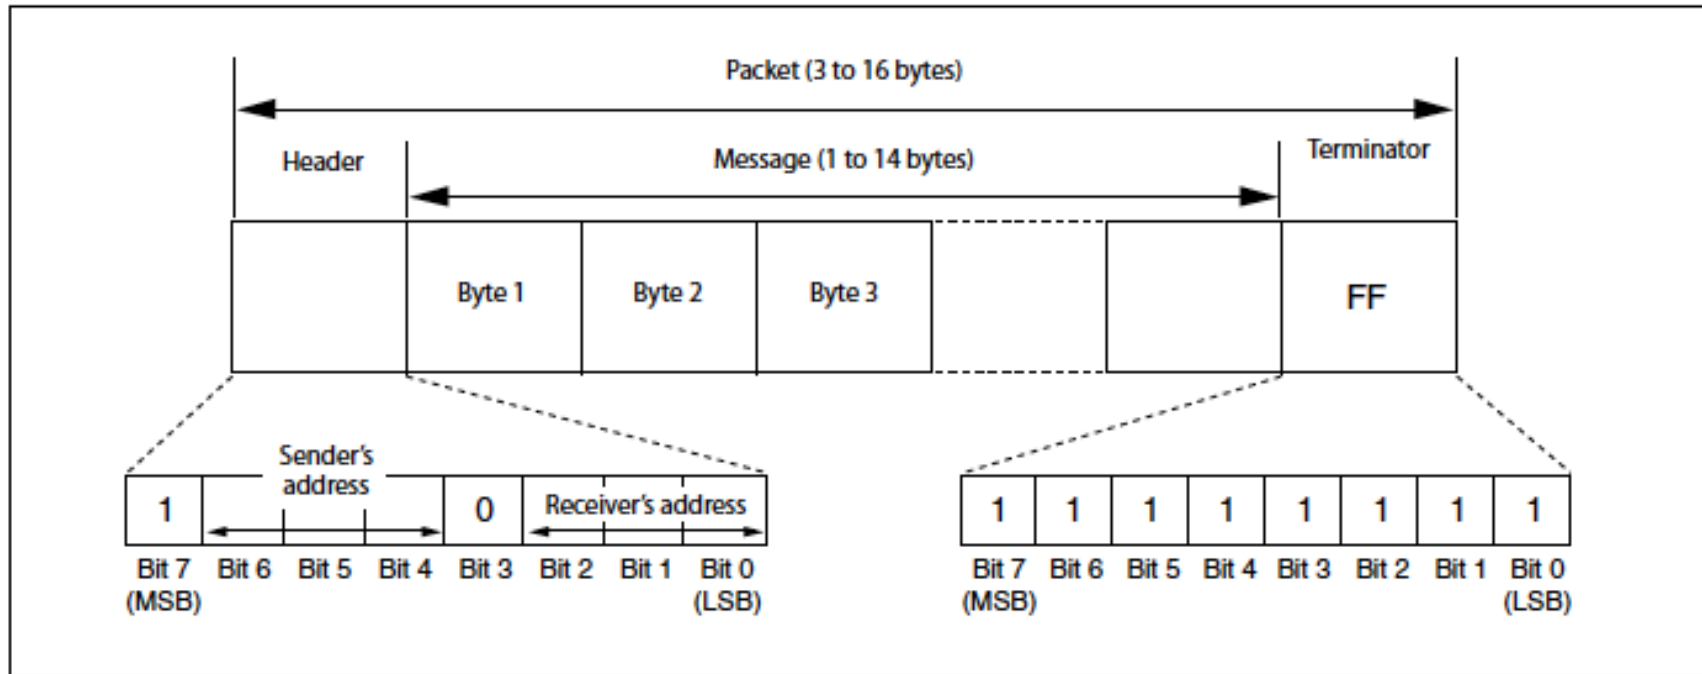 Packet (3 to 16 bytes)
Header
Message (1 to 14 bytes)
Terminator
Byte 1
Byte 2
Byte 3
FF
Sender's
address
1
0
Receiver's address
Bit 7
(MSB)
Bit 6
Bit 5
Bit 4
Bit 3
Bit 2
Bit 1
Bit 0
(LSB)
1 1 1 1 1 1 1 1
Bit 7
(MSB)
Bit 6
Bit 5
Bit 4
Bit 3
Bit 2
Bit 1
Bit 0
(LSB)